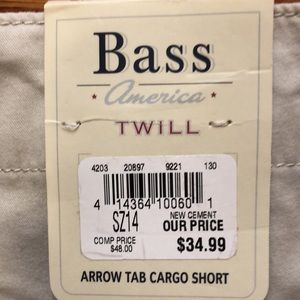 Bass
America
TWILL
4203 20897 9221 130
4 14364 10060 1
SZ14
NEW CEMENT
COMP PRICE
OUR PRICE
$48.00
$34.99
ARROW TAB CARGO SHORT